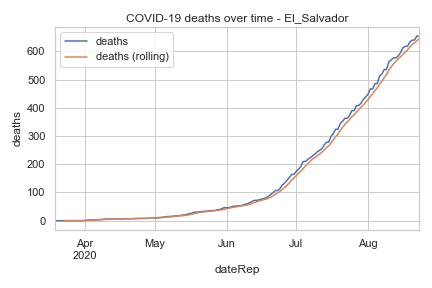 COVID-19 deaths over time - El_Salvador
deaths
deaths (rolling)
600
500
400
300
200
100
0
deaths
Apr
2020
May
Jun
Jul
Aug
dateRep